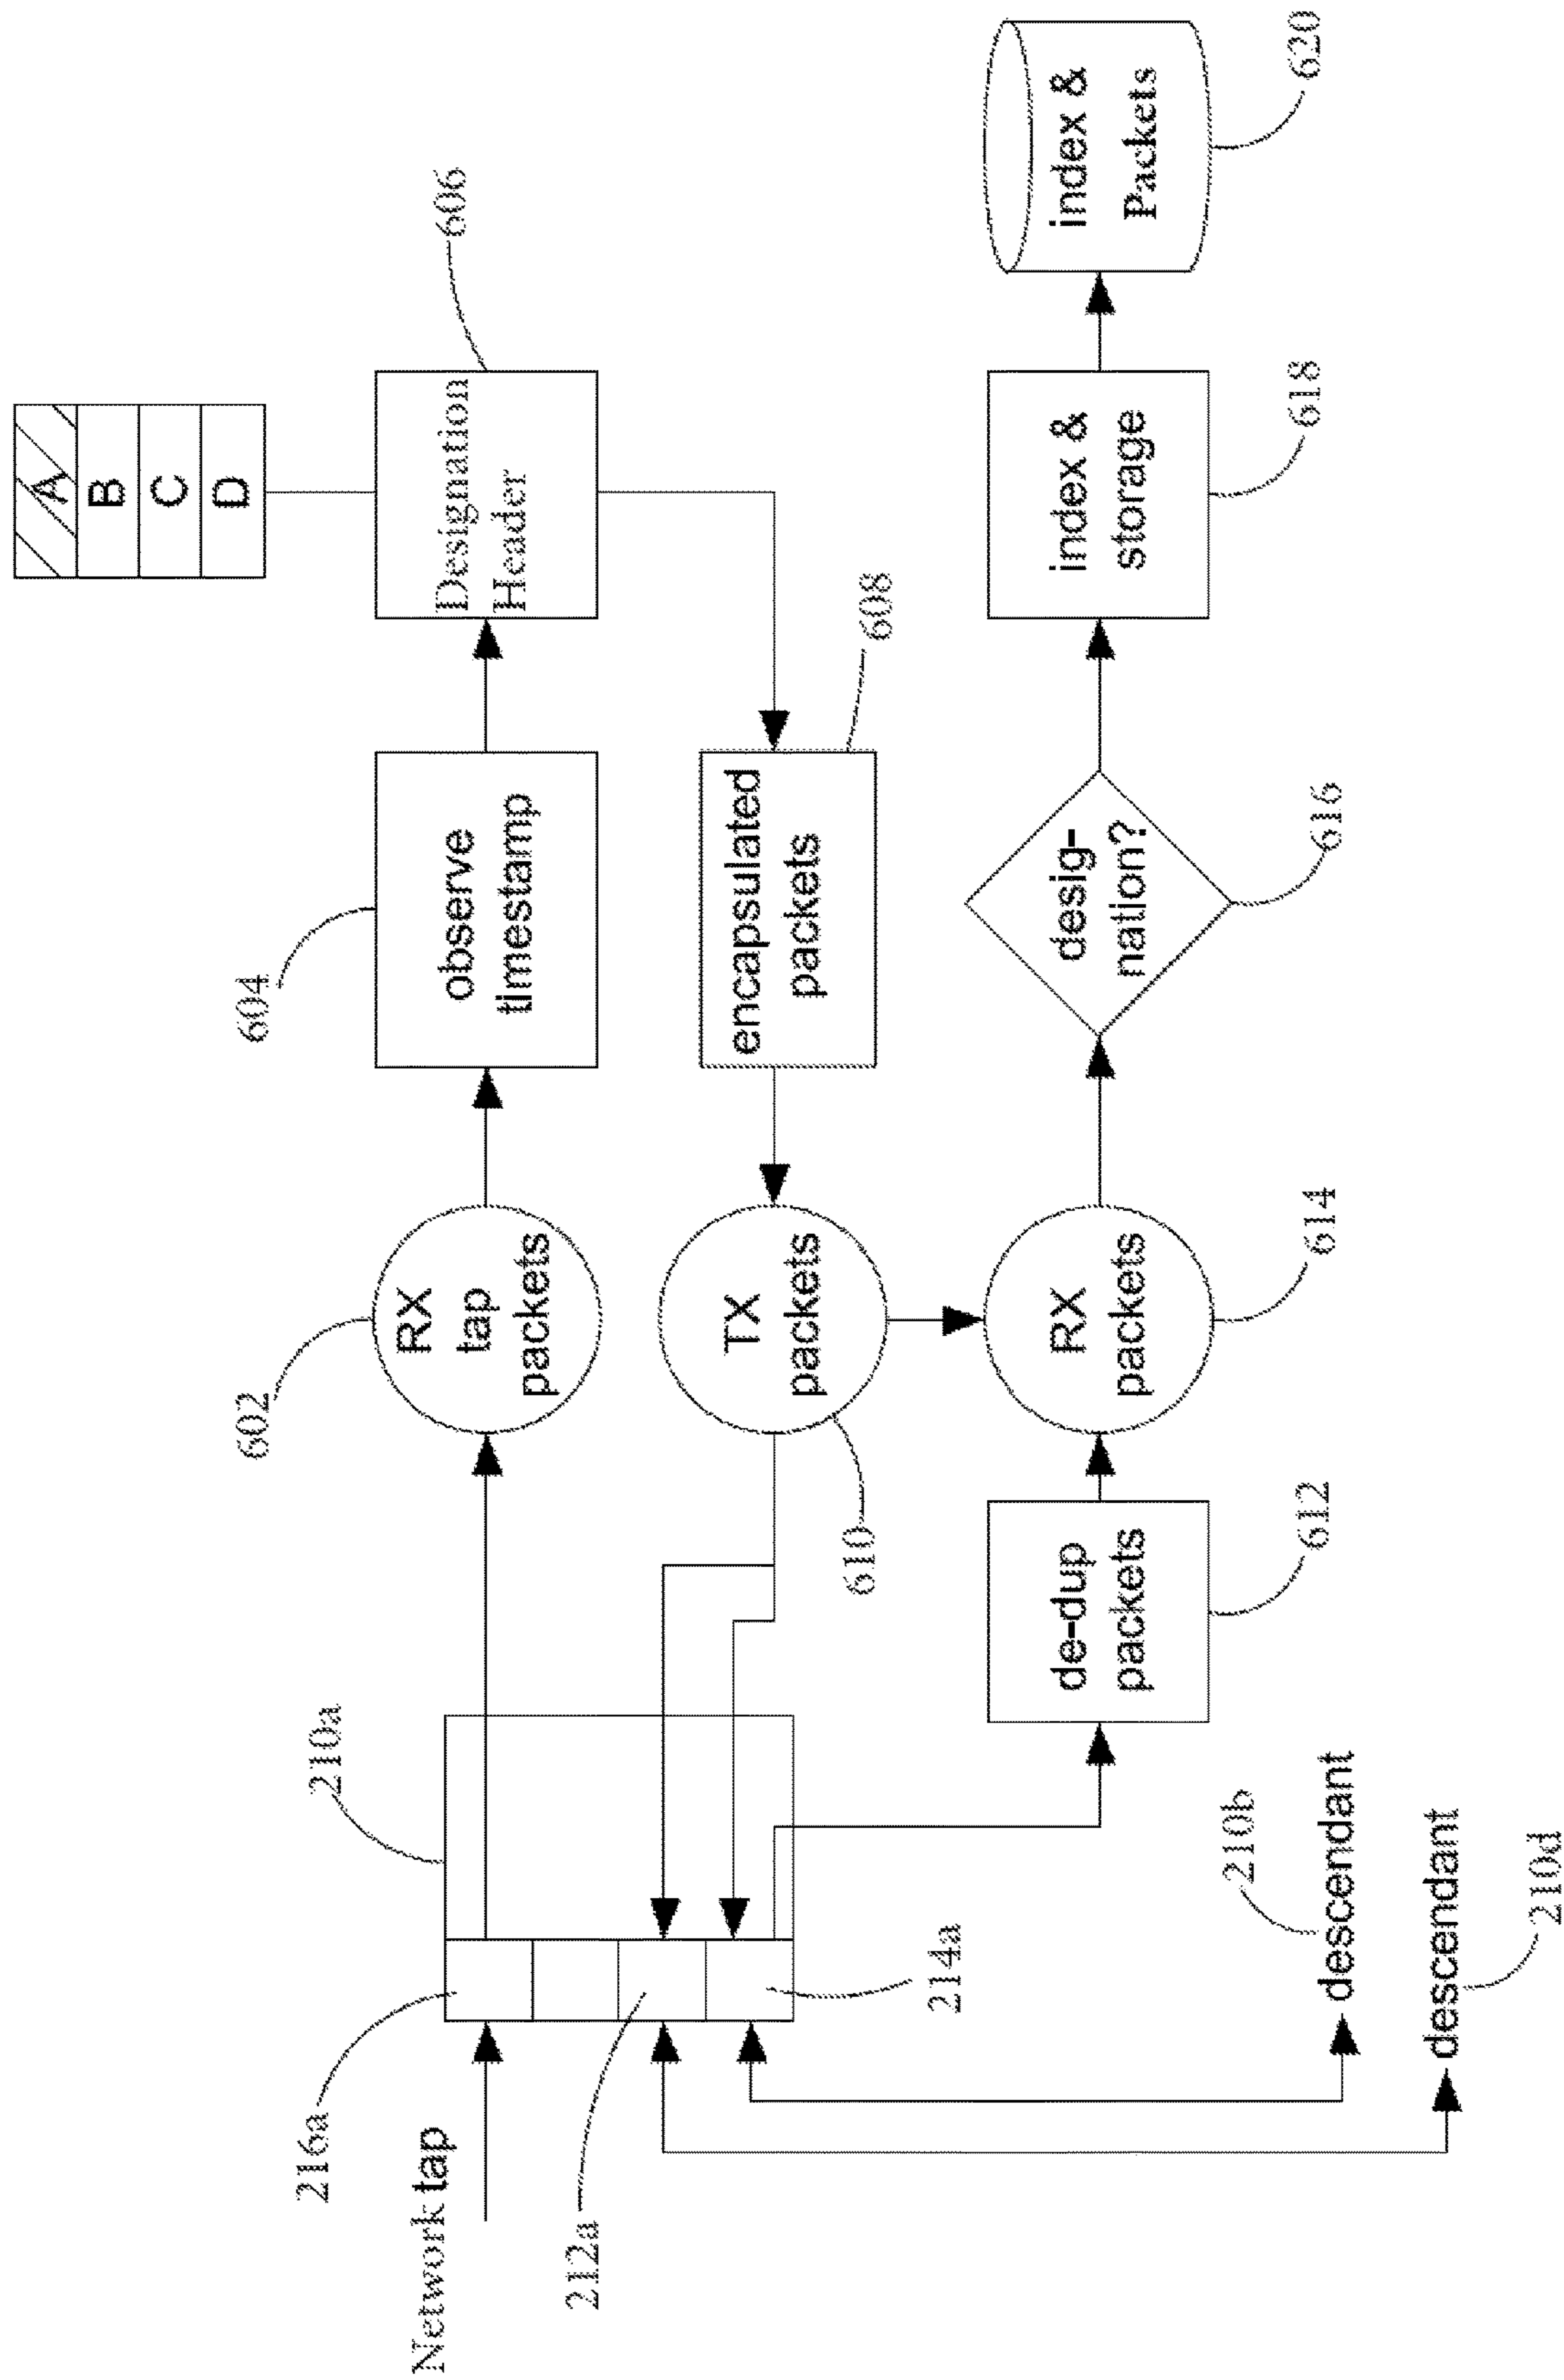 A
B
C
D
606
Designation
Header
604
observe
timestamp
602
RX
tap
packets
210a
216a
Network tap
608
encapsulated
packets
610
TX
packets
212a
214a
620
index &
Packets
618
index &
storage
616
desig-
nation?
614
RX
packets
612
de-dup
packets
210b
descendant
descendant
210d